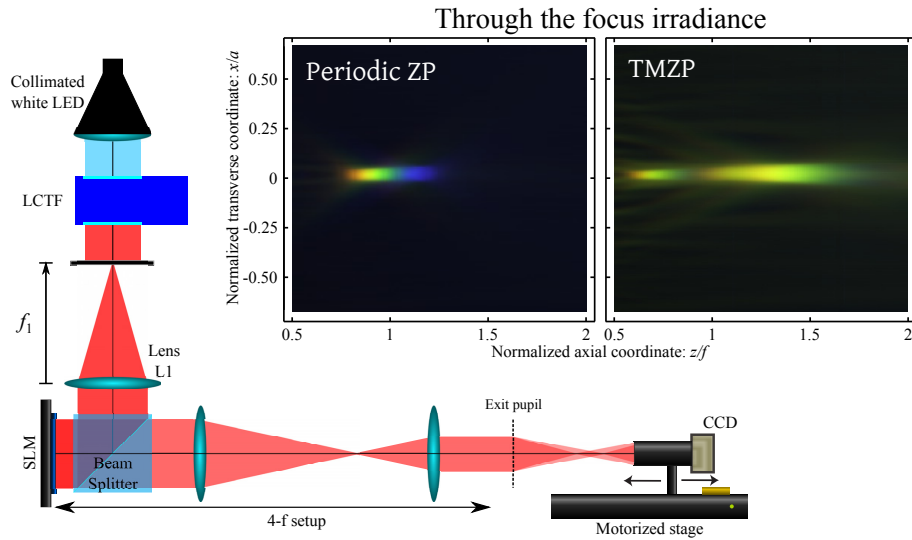 Through the focus irradiance
Collimated
white LED
LCTF
f₁
Lens
L1
SLM
Beam
Splitter
4-f setup
Exit pupil
CCD
Motorized stage
Normalized transverse coordinate: x/a
0.50
0.25
0
-0.25
-0.50
Periodic ZP
TMZP
0.5
1
1.5
2
0.5
1
1.5
2
Normalized axial coordinate: z/f